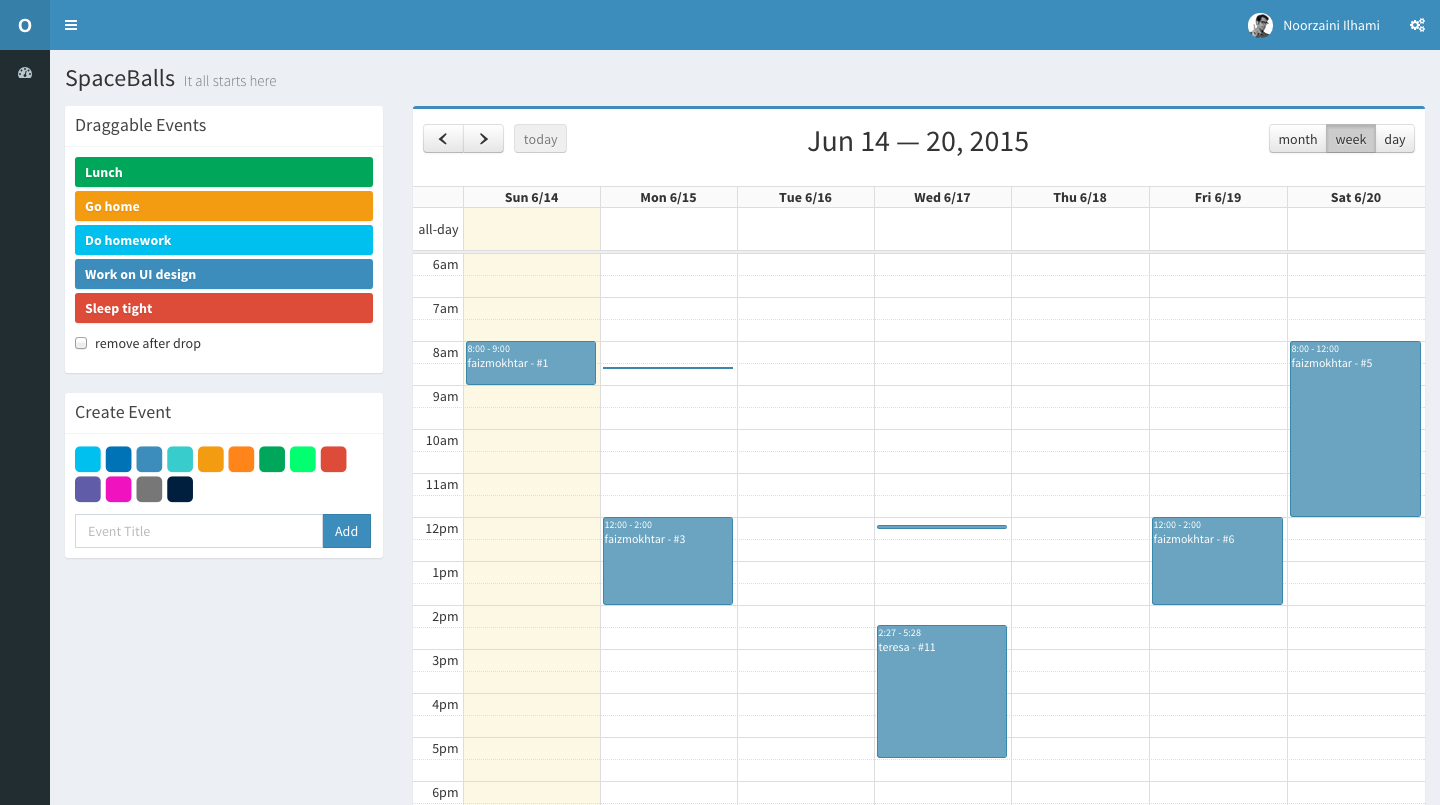 O
Noorzaini Ilhami
SpaceBalls It all starts here
Draggable Events
Lunch
Go home
Do homework
Work on UI design
Sleep tight
remove after drop
Create Event
Event Title
Add
today
Jun 14 — 20, 2015
month week day
Sun 6/14 Mon 6/15 Tue 6/16 Wed 6/17 Thu 6/18 Fri 6/19 Sat 6/20
all-day
6am
7am
8am
8:00 - 9:00
faizmokhtar - #1
8:00 - 12:00
faizmokhtar - #5
9am
10am
11am
12pm
12:00 - 2:00
faizmokhtar - #3
12:00 - 2:00
faizmokhtar - #6
1pm
2pm
2:27 - 5:28
teresa - #11
3pm
4pm
5pm
6pm